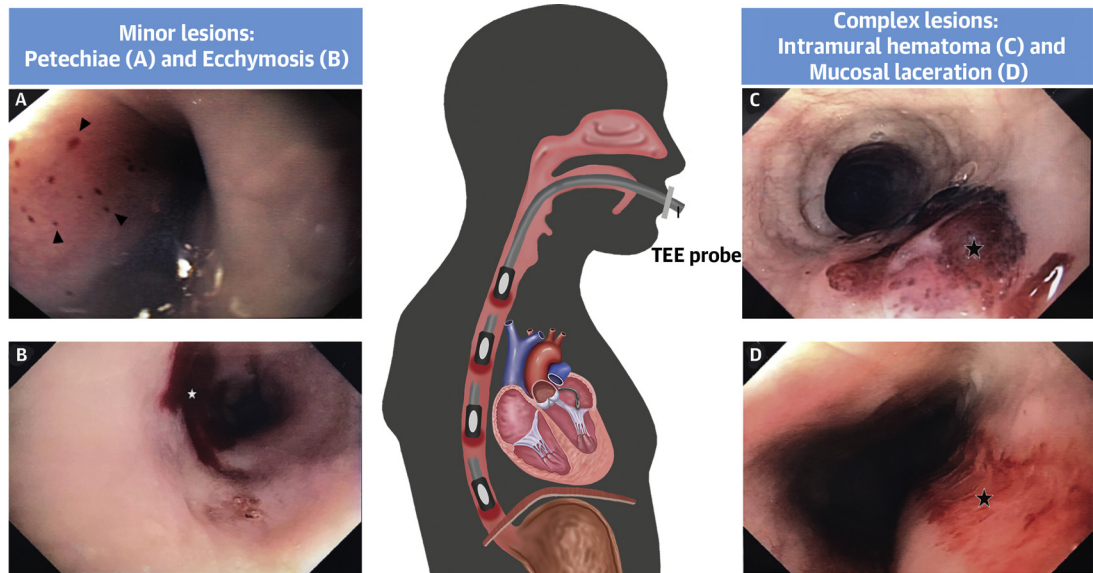 Minor lesions:
Petechiae (A) and Ecchymosis (B)
A
B
TEE probe
Complex lesions:
Intramural hematoma (C) and
Mucosal laceration (D)
C
D